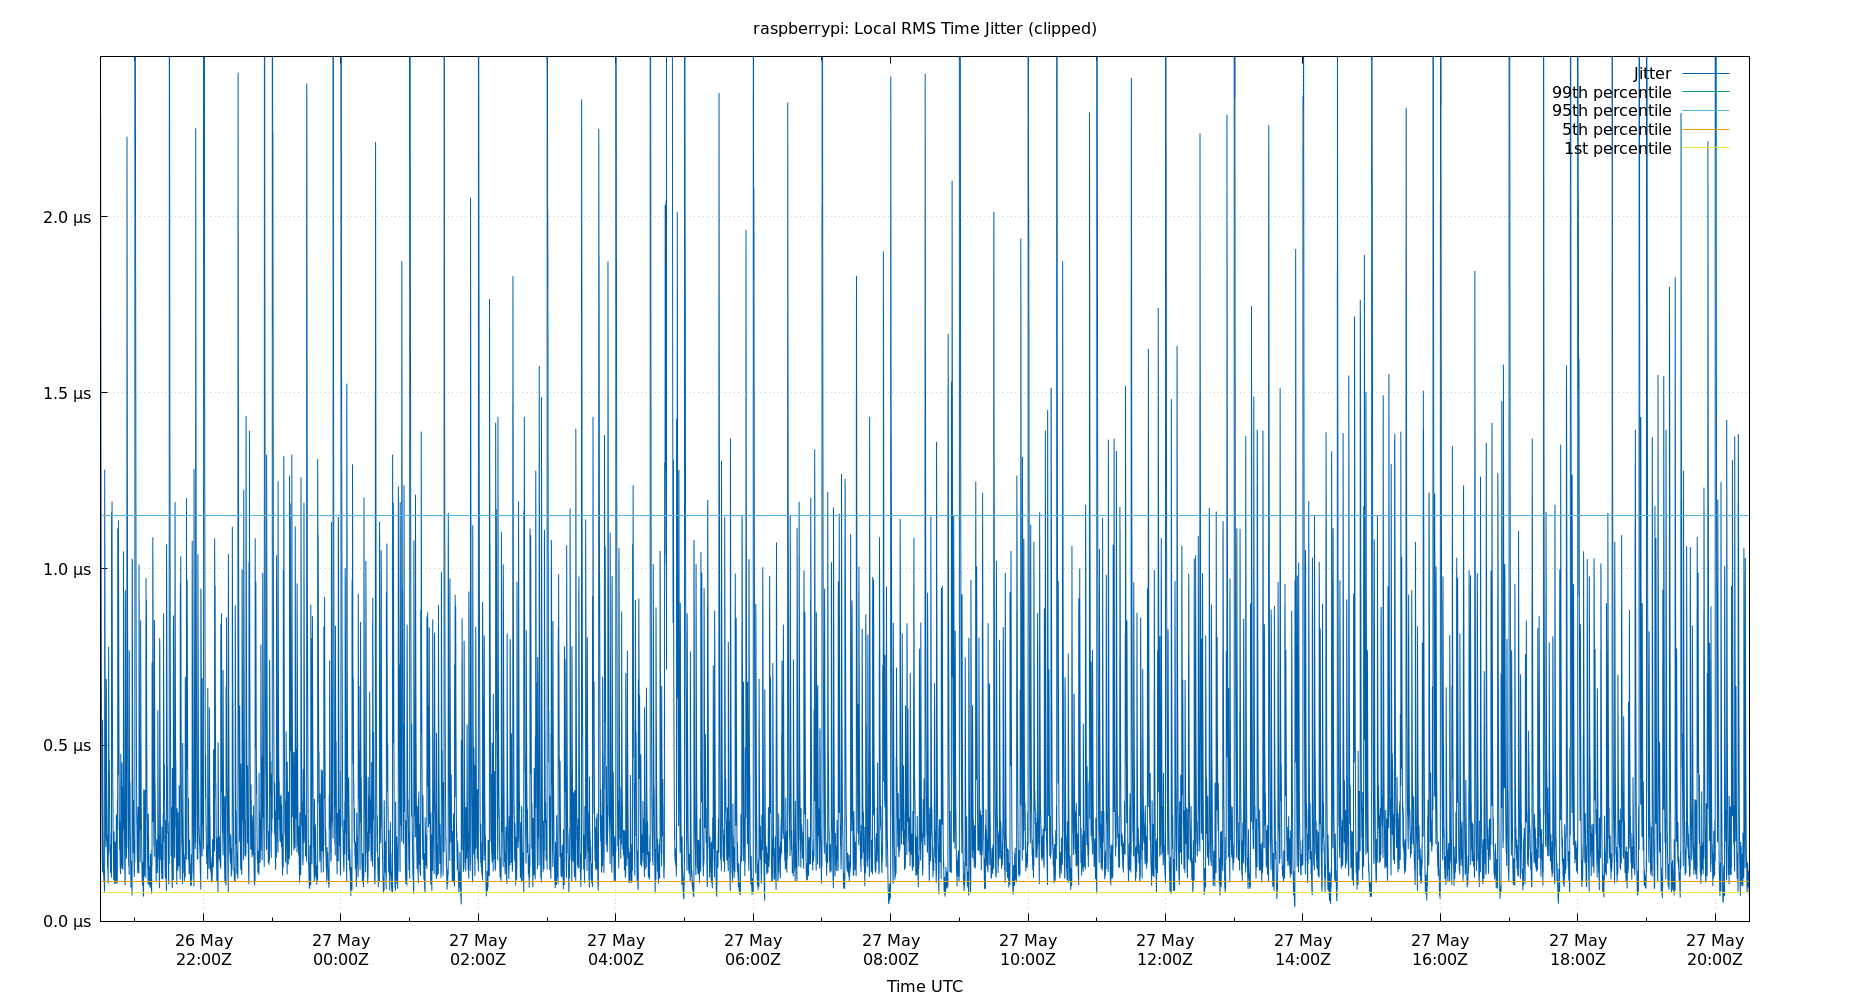 raspberrypi: Local RMS Time Jitter (clipped)
Jitter
99th percentile
95th percentile
5th percentile
1st percentile
2.0 µs
1.5 µs
1.0 µs
0.5 µs
0.0 µs
26 May 27 May 27 May 27 May 27 May 27 May 27 May 27 May 27 May 27 May 27 May 27 May
22:00Z 00:00Z 02:00Z 04:00Z 06:00Z 08:00Z 10:00Z 12:00Z 14:00Z 16:00Z 18:00Z 20:00Z
Time UTC